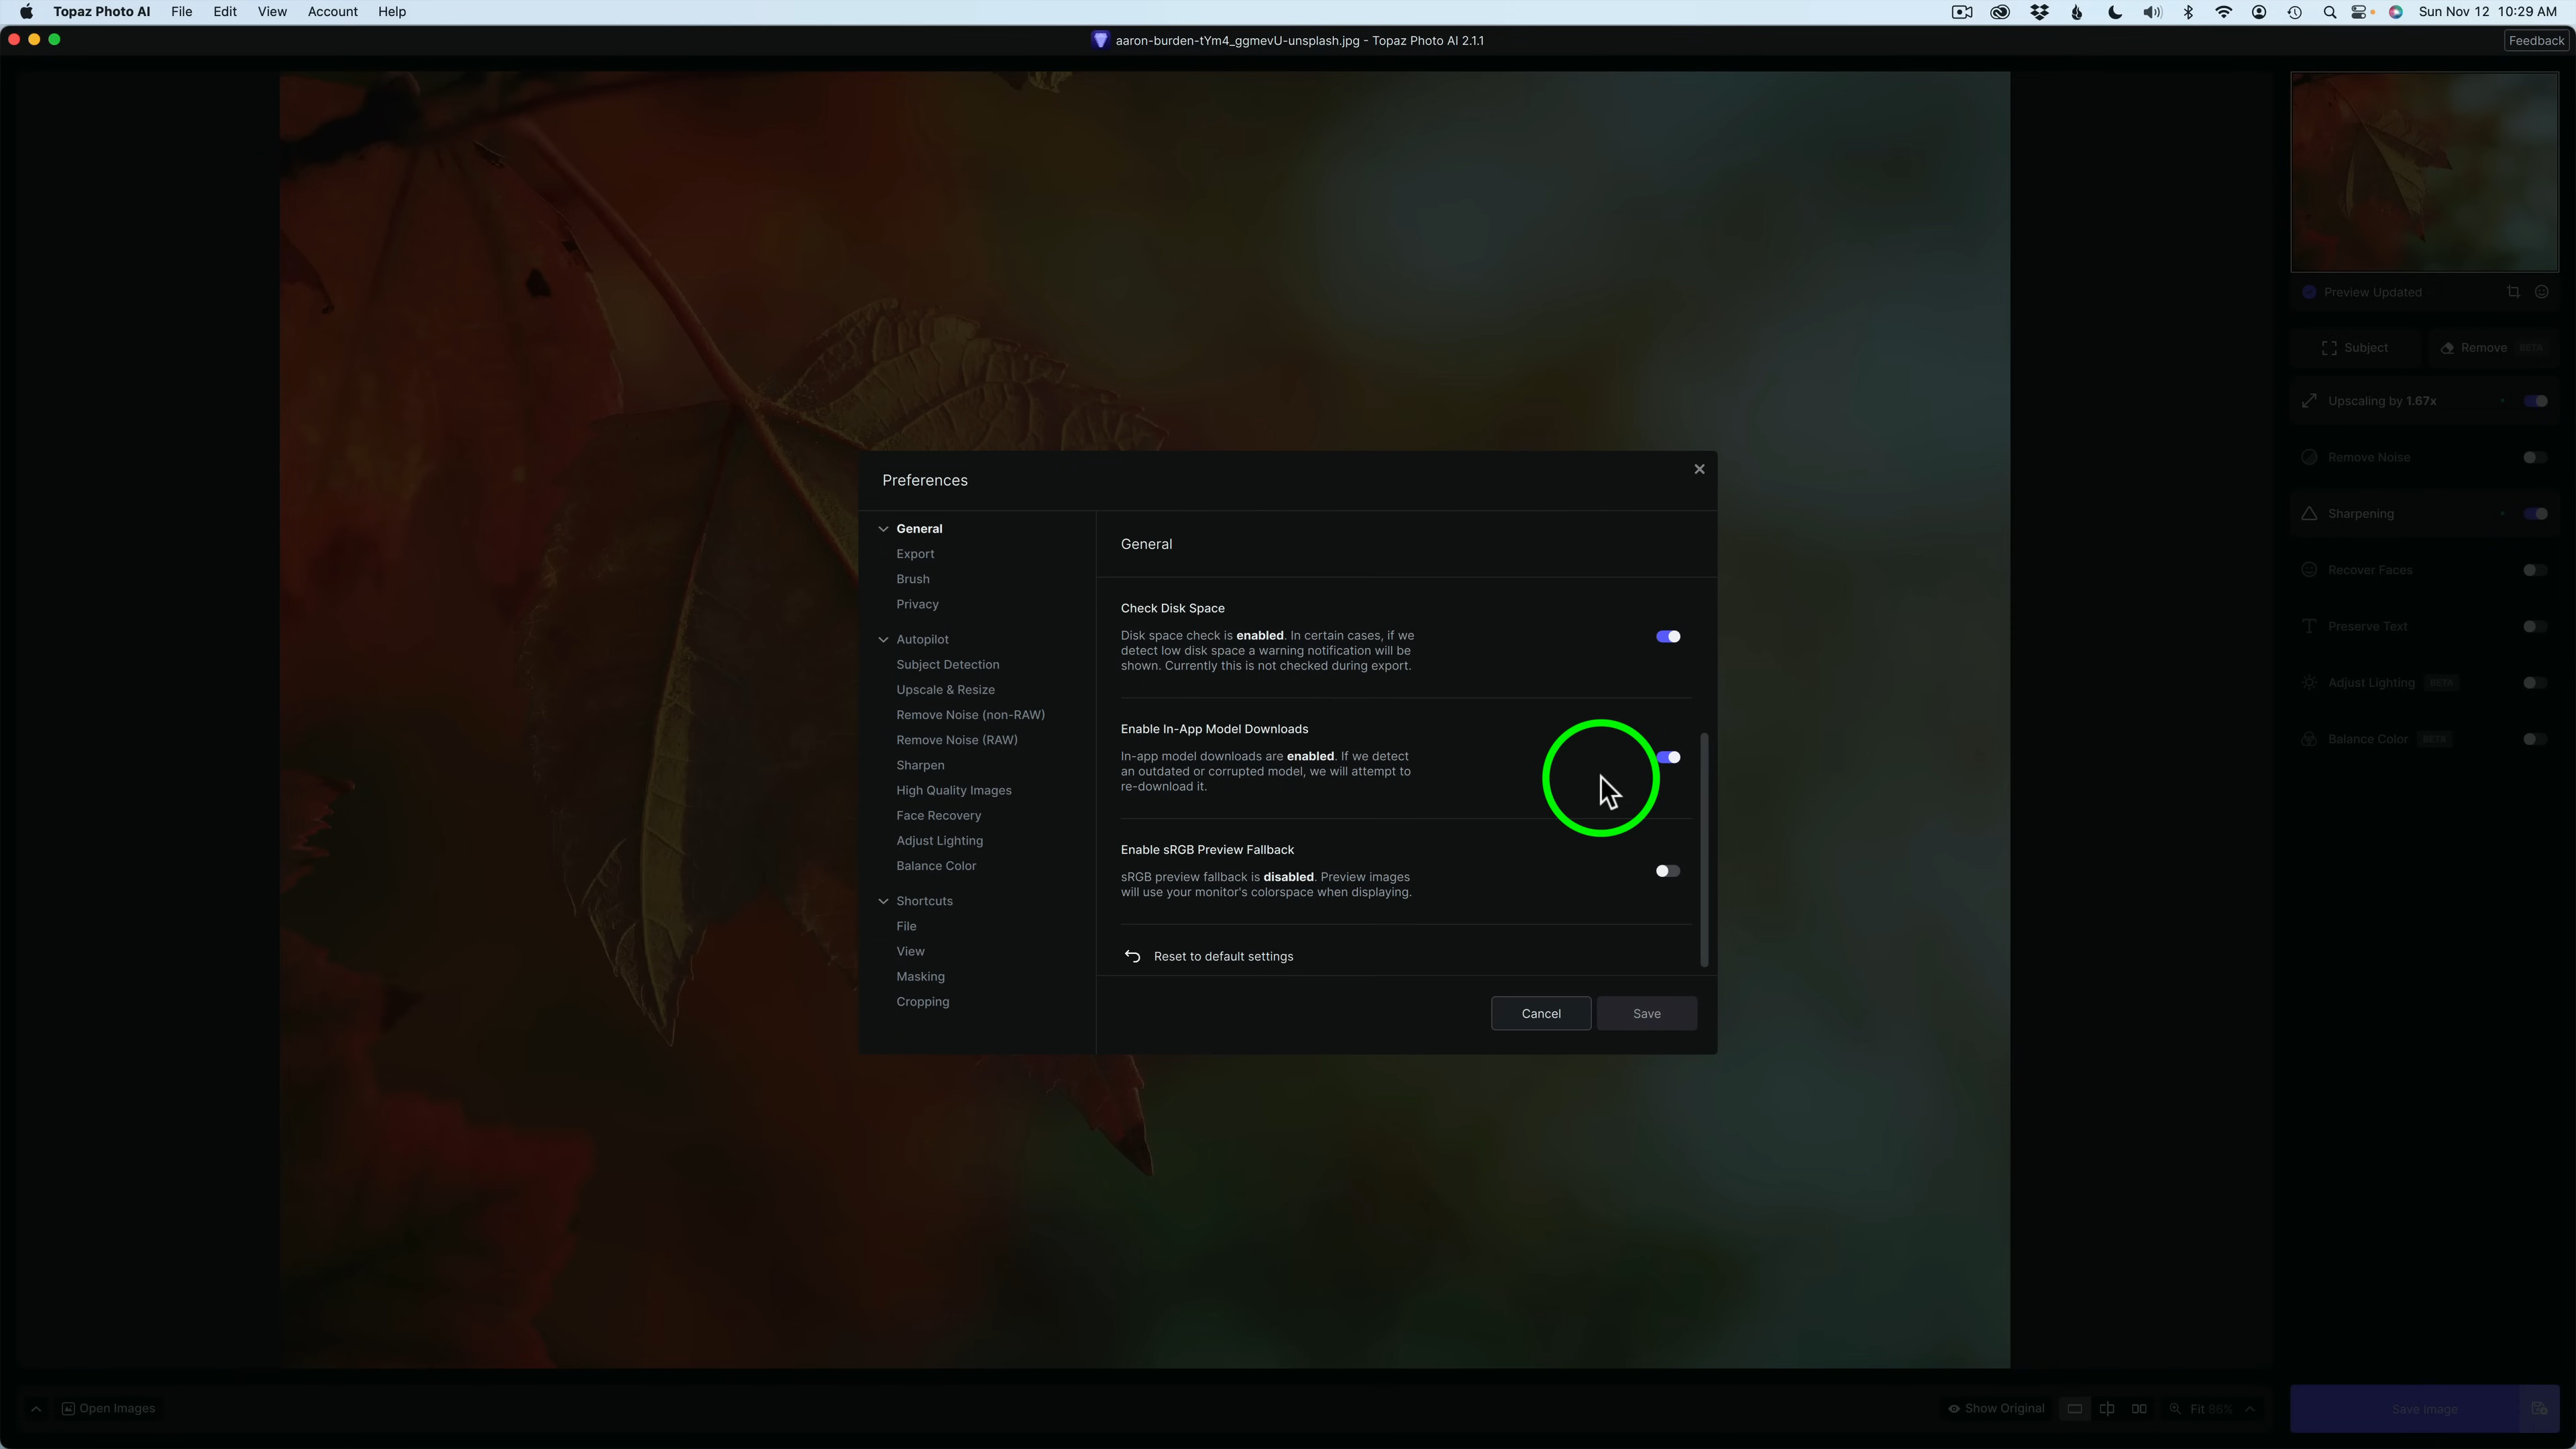 Topaz Photo AI File Edit View Account Help Sun Nov 12 10:29 AM
aaron-burden-tYm4_ggmevU-unsplash.jpg - Topaz Photo AI 2.1.1
Feedback
Preview Updated
Subject Remove BETA
Upscaling by 1.67x
Remove Noise
Sharpening
Recover Faces
Preserve Text
Adjust Lighting BETA
Balance Color BETA
Preferences
General
Export
Brush
Privacy
Autopilot
Subject Detection
Upscale & Resize
Remove Noise (non-RAW)
Remove Noise (RAW)
Sharpen
High Quality Images
Face Recovery
Adjust Lighting
Balance Color
Shortcuts
File
View
Masking
Cropping
General
Check Disk Space
Disk space check is enabled. In certain cases, if we
detect low disk space a warning notification will be
shown. Currently this is not checked during export.
Enable In-App Model Downloads
In-app model downloads are enabled. If we detect
an outdated or corrupted model, we will attempt to
re-download it.
Enable sRGB Preview Fallback
sRGB preview fallback is disabled. Preview images
will use your monitor's colorspace when displaying.
Reset to default settings
Cancel Save
Open Images Show Original Fit 86% Save Image